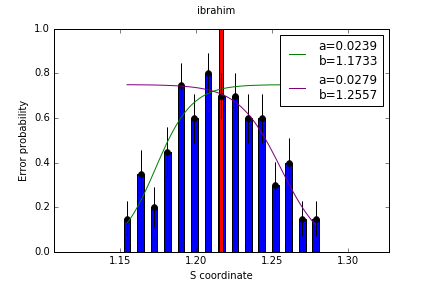 ibrahim
Error probability
1.0
0.8
0.6
0.4
0.2
0.0
a=0.0239
b=1.1733
a=0.0279
b=1.2557
1.15
1.20
1.25
1.30
S coordinate